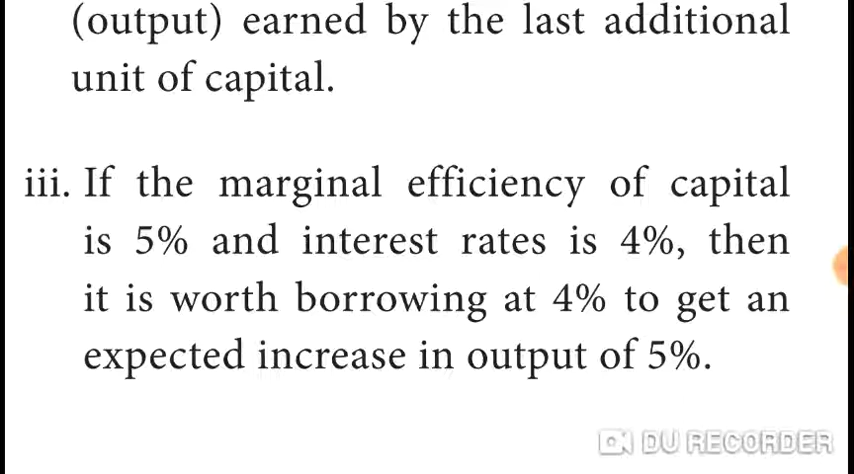 (output) earned by the last additional
unit of capital.
iii. If the marginal efficiency of capital
is 5% and interest rates is 4%, then
it is worth borrowing at 4% to get an
expected increase in output of 5%.
DU RECORDER